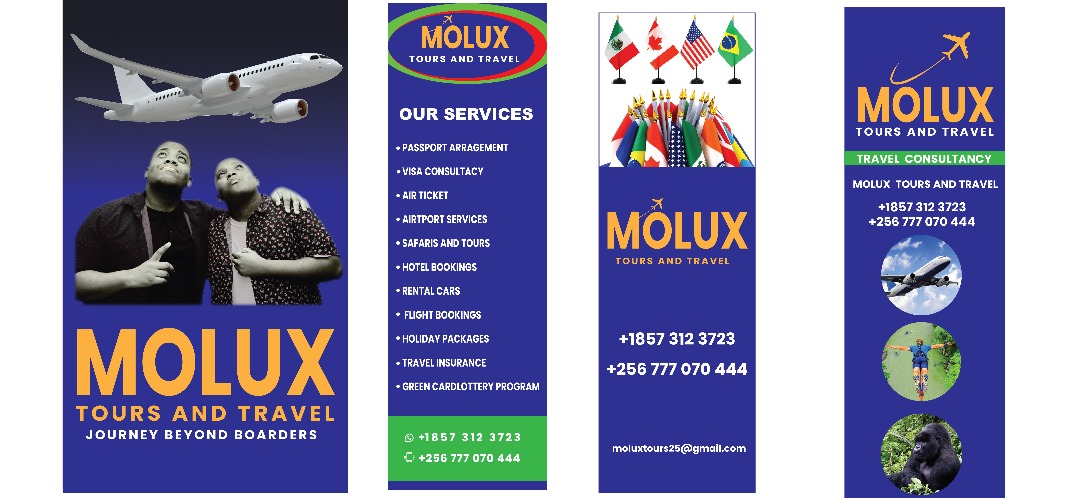 MOLUX
TOURS AND TRAVEL
JOURNEY BEYOND BOARDERS
MOLUX
TOURS AND TRAVEL
OUR SERVICES
• PASSPORT ARRAGEMENT
• VISA CONSULTACY
• AIR TICKET
• AIRTPORT SERVICES
• SAFARIS AND TOURS
• HOTEL BOOKINGS
• RENTAL CARS
• FLIGHT BOOKINGS
• HOLIDAY PACKAGES
• TRAVEL INSURANCE
• GREEN CARDLOTTERY PROGRAM
+1857 312 3723
+256 777 070 444
MOLUX
TOURS AND TRAVEL
+1857 312 3723
+256 777 070 444
moluxtours25@gmail.com
MOLUX
TOURS AND TRAVEL
TRAVEL CONSULTANCY
MOLUX TOURS AND TRAVEL
+1857 312 3723
+256 777 070 444